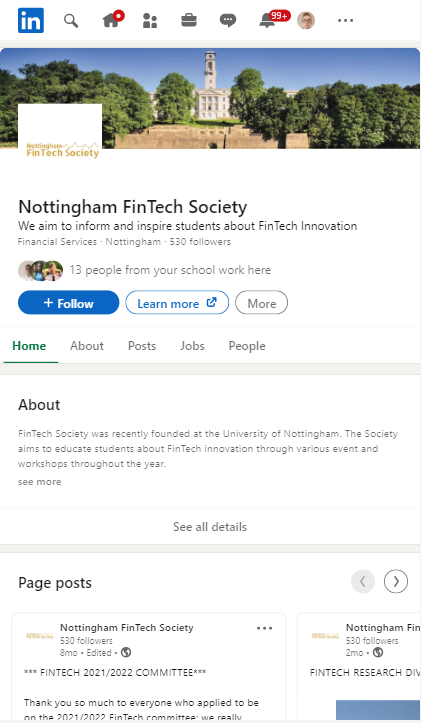 in
99+
Nottingham
FinTech Society
Nottingham FinTech Society
We aim to inform and inspire students about FinTech Innovation
Financial Services · Nottingham · 530 followers
13 people from your school work here
+ Follow
Learn more
More
Home About Posts Jobs People
About
FinTech Society was recently founded at the University of Nottingham. The Society
aims to educate students about FinTech innovation through various event and
workshops throughout the year.
see more
See all details
Page posts
Nottingham FinTech Society
530 followers
8mo • Edited •
*** FINTECH 2021/2022 COMMITTEE***
Thank you so much to everyone who applied to be
on the 2021/2022 FinTech committee; we really
Nottingham Fin
530 followers
2mo •
FINTECH RESEARCH DIV